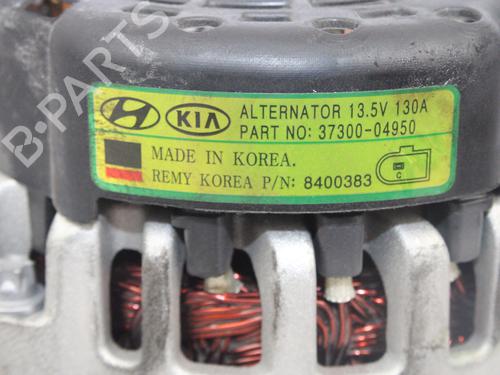 B-PARTS
KIA ALTERNATOR 13.5V 130A
PART NO: 37300-04950
MADE IN KOREA.
REMY KOREA P/N: 8400383
C